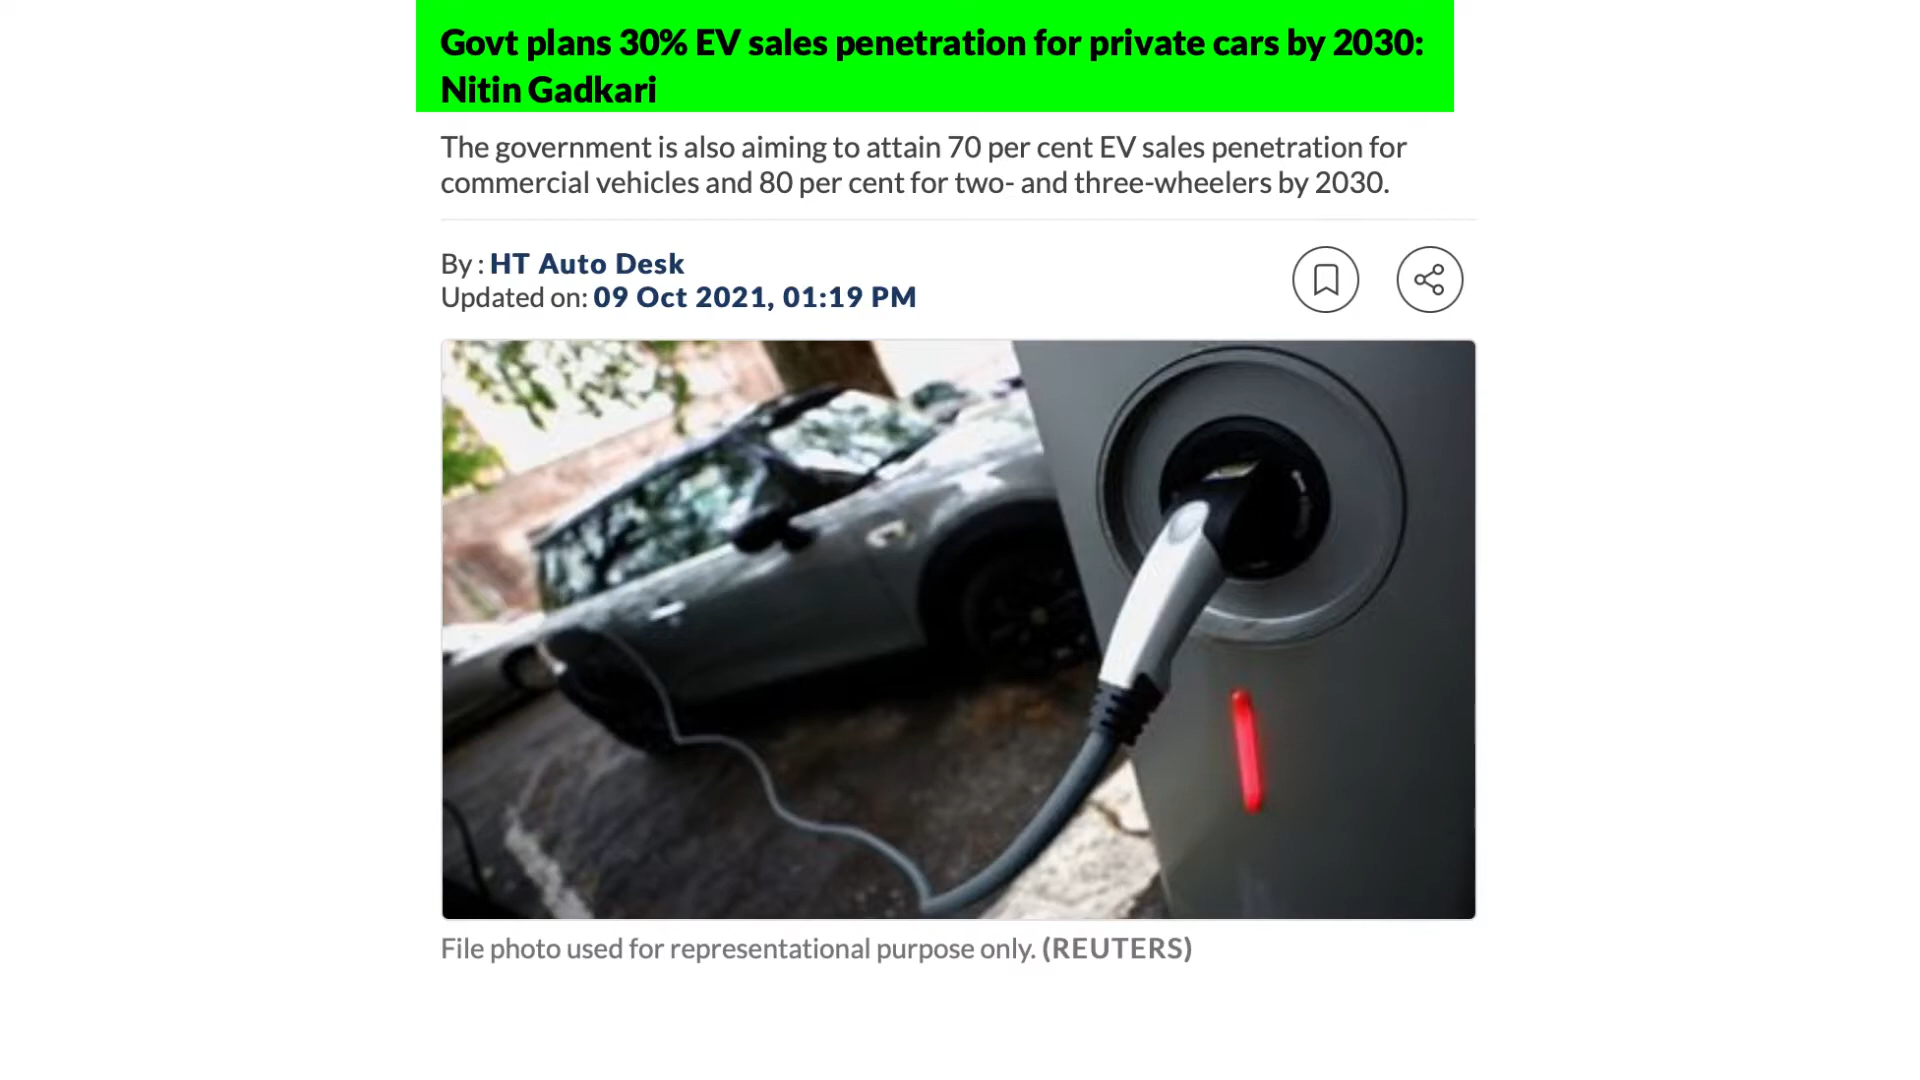 Govt plans 30% EV sales penetration for private cars by 2030:
Nitin Gadkari
The government is also aiming to attain 70 per cent EV sales penetration for
commercial vehicles and 80 per cent for two- and three-wheelers by 2030.
By : HT Auto Desk
Updated on: 09 Oct 2021, 01:19 PM
File photo used for representational purpose only. (REUTERS)